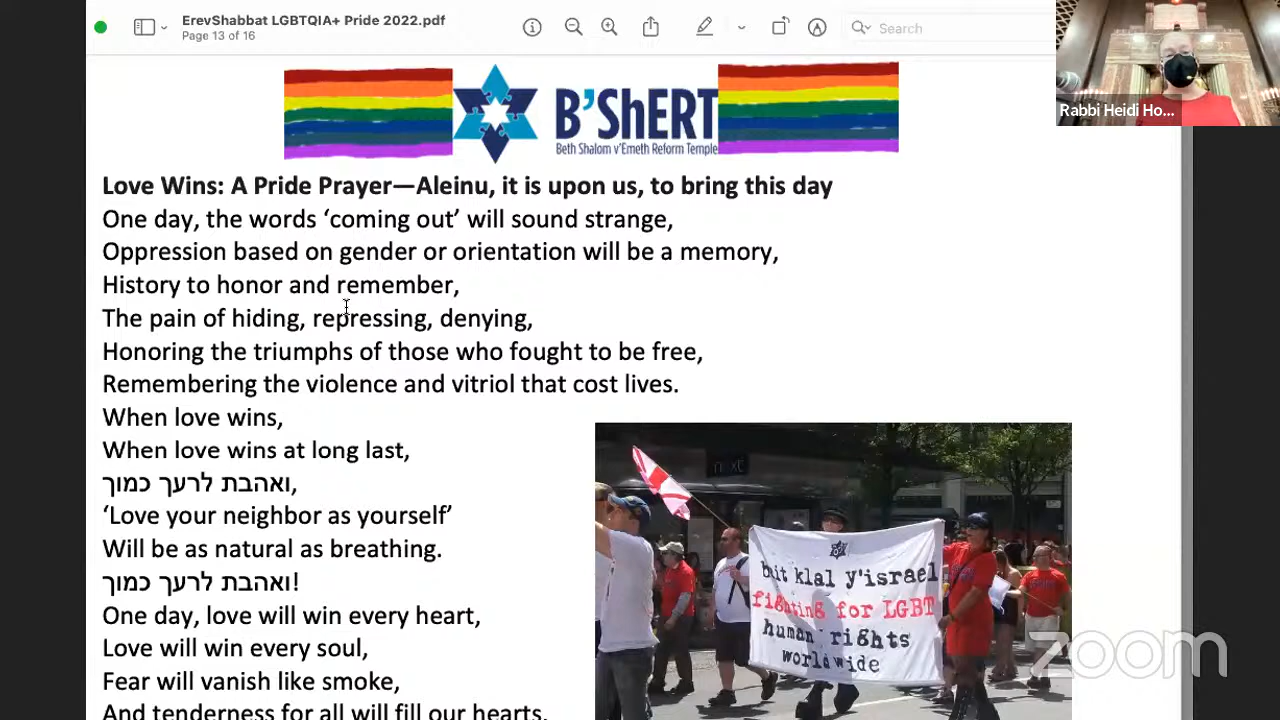 ErevShabbat LGBTQIA+ Pride 2022.pdf
Page 13 of 16
Search
Rabbi Heidi Ho...
B'ShERT
Beth Shalom v'Emeth Reform Temple
Love Wins: A Pride Prayer—Aleinu, it is upon us, to bring this day
One day, the words ‘coming out’ will sound strange,
Oppression based on gender or orientation will be a memory,
History to honor and remember,
The pain of hiding, repressing, denying,
Honoring the triumphs of those who fought to be free,
Remembering the violence and vitriol that cost lives.
When love wins,
When love wins at long last,
ואהבת לרעך כמוך,
‘Love your neighbor as yourself’
Will be as natural as breathing.
ואהבת לרעך כמוך!
One day, love will win every heart,
Love will win every soul,
Fear will vanish like smoke,
And tenderness for all will fill our hearts.
next
klal y'israel
fighting for LGBT
human rights
worldwide
zoom